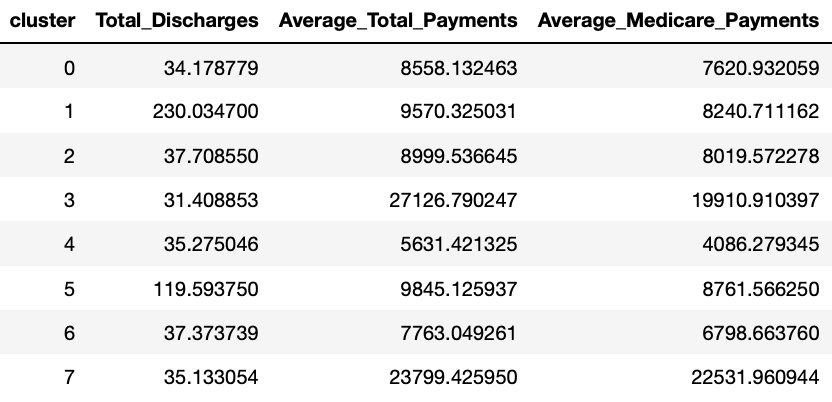 cluster Total_Discharges Average_Total_Payments Average_Medicare_Payments
0 34.178779 8558.132463 7620.932059
1 230.034700 9570.325031 8240.711162
2 37.708550 8999.536645 8019.572278
3 31.408853 27126.790247 19910.910397
4 35.275046 5631.421325 4086.279345
5 119.593750 9845.125937 8761.566250
6 37.373739 7763.049261 6798.663760
7 35.133054 23799.425950 22531.960944